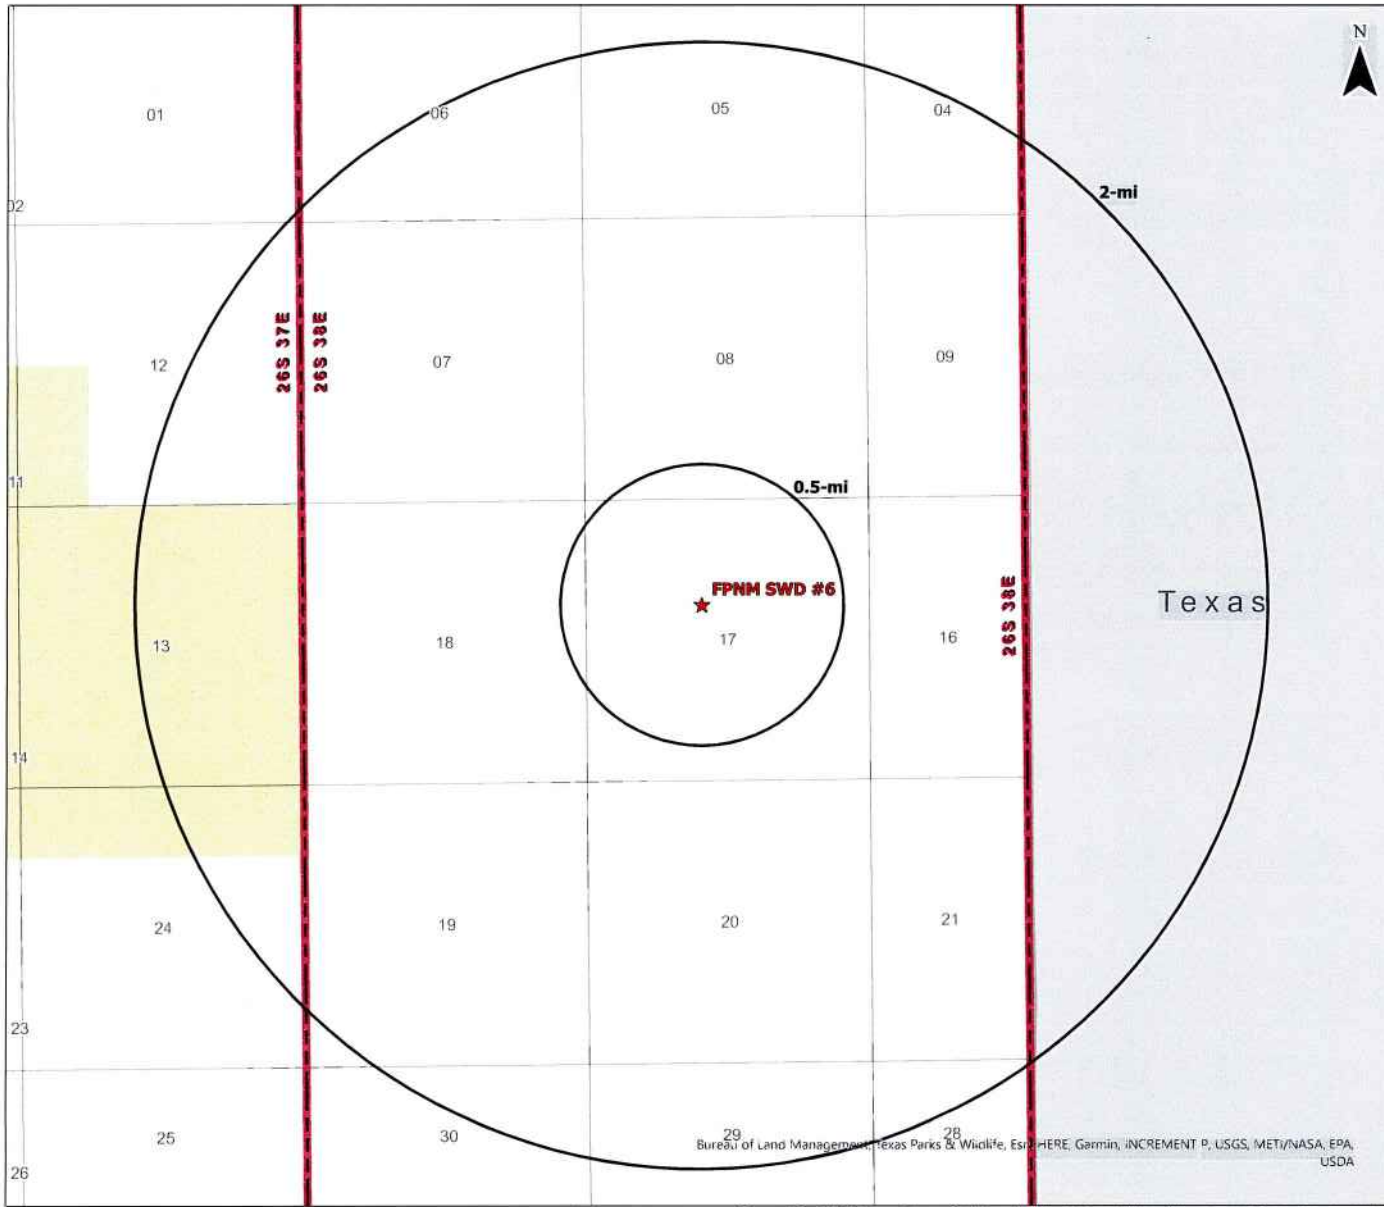 N
01
06
05
04
2-mi
02
26S 37E
26S 38E
12
07
08
09
11
0.5-mi
FPNM SWD #6
26S 38E
Texas
13
18
17
16
14
24
19
20
21
23
25
30
29
28
Bureau of Land Management, Texas Parks & Wildlife, Esri, HERE, Garmin, INCREMENT P, USGS, METI/NASA, EPA,
USDA
26